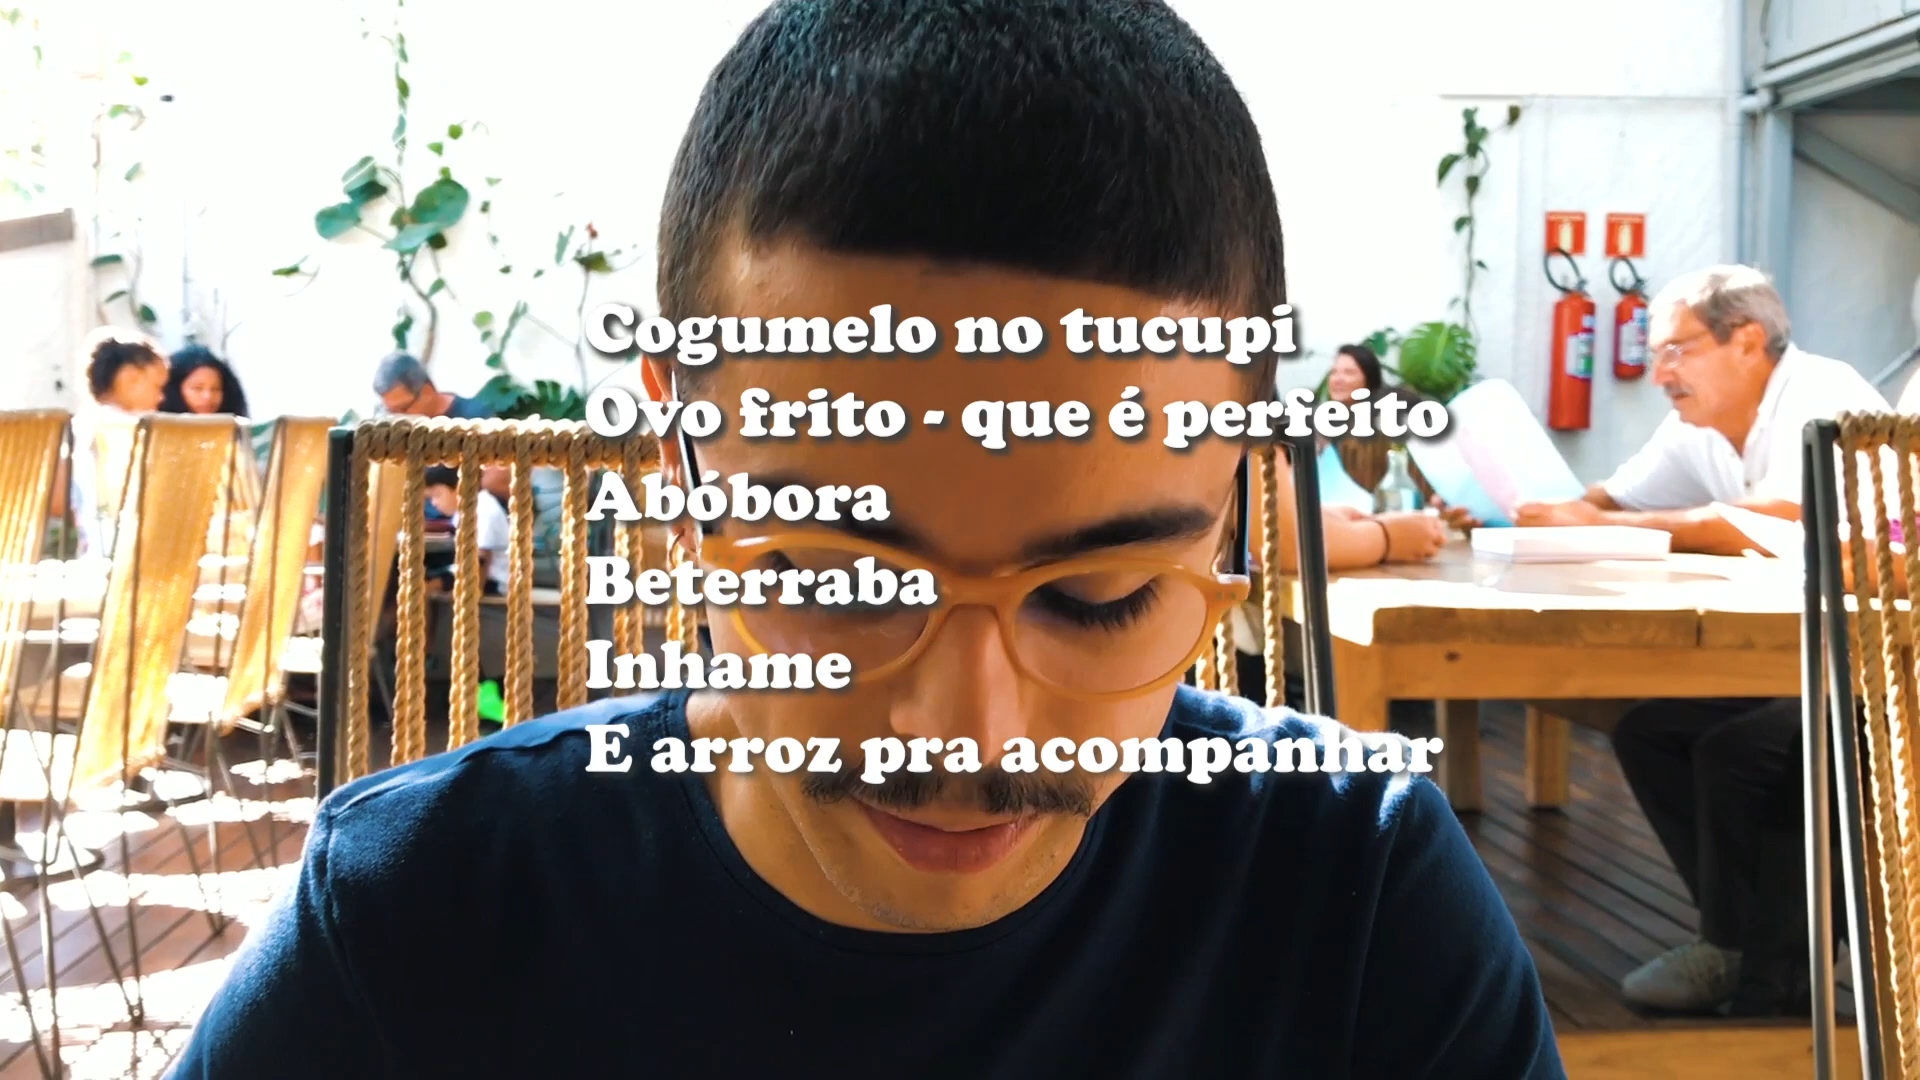 Cogumelo no tucupi
Ovo frito - que é perfeito
Abóbora
Beterraba
Inhame
E arroz pra acompanhar